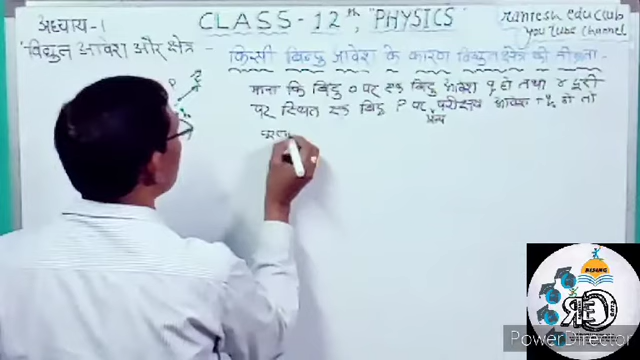 अध्याय-1
CLASS-12th, "PHYSICS"
ramresh edu club
YouTube channel
"विद्युत आवेश और क्षेत्र -
किसी बिन्दु आवेश के कारण विद्युत क्षेत्र की तीव्रता-
माना कि बिंदु O पर एक बिंदु आवेश q हो तथा r दूरी
पर स्थित एक बिंदु P पर परीक्षण आवेश +q₀ हो तो
P
PowerDirector